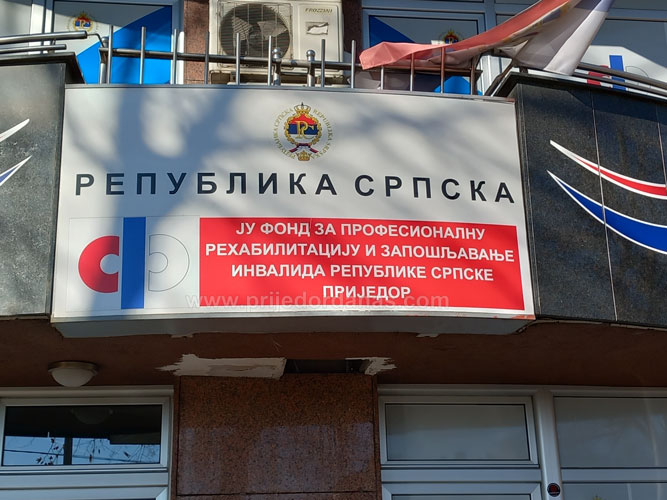 РЕПУБЛИКА СРПСКА
ЈУ ФОНД ЗА ПРОФЕСИОНАЛНУ
РЕХАБИЛИТАЦИЈУ И ЗАПОШЉАВАЊЕ
ИНВАЛИДА РЕПУБЛИКЕ СРПСКЕ
ПРИЈЕДОР
www.prijedordanas.com